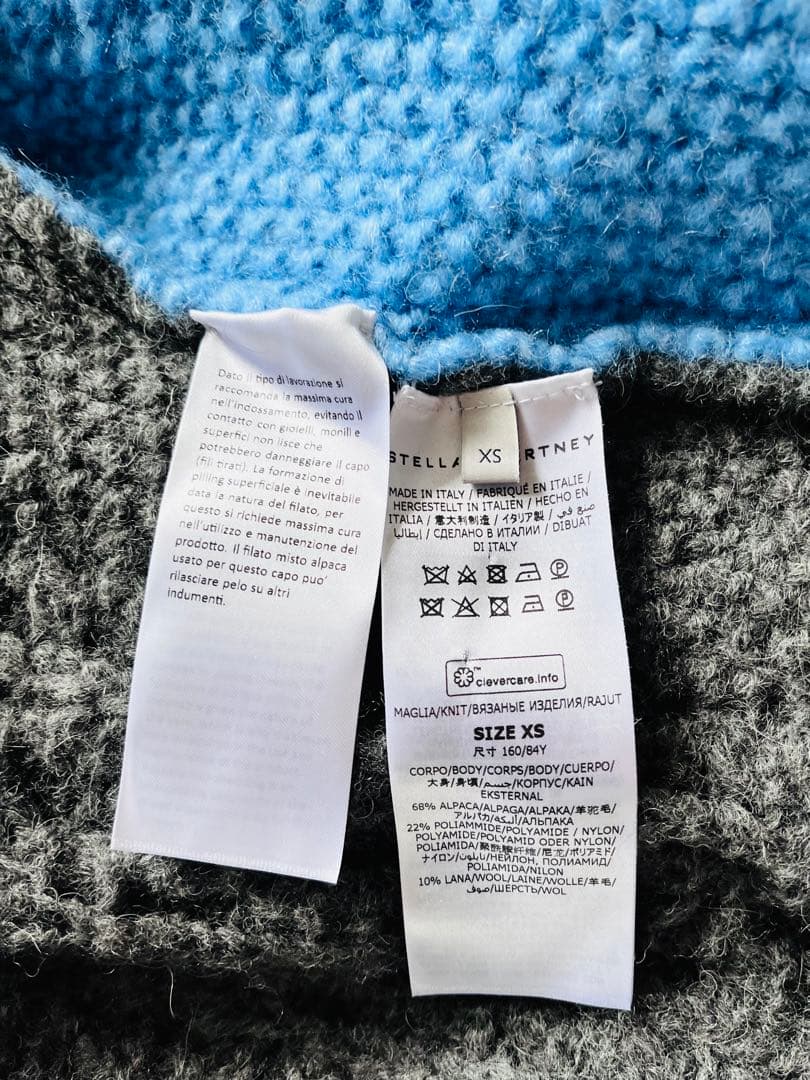 Dato il tipo di lavorazione si
raccomanda la massima cura
nell'indossamento, evitando il
contatto con gioielli, monili e
superfici non lisce che
potrebbero danneggiare il capo
(fili tirati). La formazione di
pilling superficiale è inevitabile
data la natura del filato, per
questo si richiede massima cura
nell'utilizzo e manutenzione del
prodotto. Il filato misto alpaca
usato per questo capo puo'
rilasciare pelo su altri
indumenti.
XS
STELLA RTNEY
MADE IN ITALY / FABRIQUÉ EN ITALIE /
HERGESTELLT IN ITALIEN / HECHO EN
ITALIA / 意大利制造 / イタリア製 / صنع في
إيطاليا / СДЕЛАНО В ИТАЛИИ / DIBUAT
DI ITALY
clevercare.info™
MAGLIA/KNIT/ВЯЗАНЫЕ ИЗДЕЛИЯ/RAJUT
SIZE XS
尺寸 160/84Y
CORPO/BODY/CORPS/BODY/CUERPO/
大身/身頃/جسم/КОРПУС/KAIN
EKSTERNAL
68% ALPACA/ALPAGA/ALPAKA/羊驼毛/
アルパカ/ألبكة/АЛЬПАКА
22% POLIAMMIDE/POLYAMIDE / NYLON/
POLYAMIDE/POLYAMID ODER NYLON/
POLIAMIDA/聚酰胺纤维/尼龙/ポリアミド/
ナイロン/نايلون/НЕЙЛОН, ПОЛИАМИД/
POLIAMIDA/NILON
10% LANA/WOOL/LAINE/WOLLE/羊毛/
صوف/ШЕРСТЬ/WOL